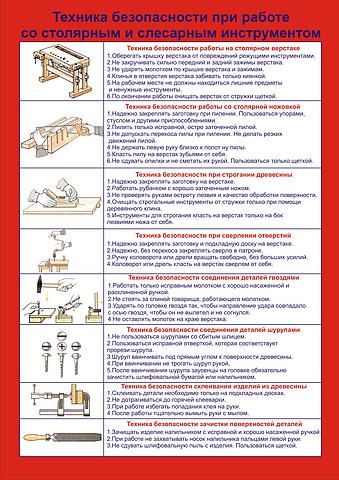 Техника безопасности при работе
со столярным и слесарным инструментом
Техника безопасности работы на столярном верстаке
1.Оберегать крышку верстака от повреждений режущими инструментами.
2.Не закручивать сильно передний и задний зажимы верстака.
3.Не ударять молотком по крышке верстака и зажимам.
4.Клинья в отверстия верстака забивать только киянкой.
5.На рабочем месте не должны находиться лишние предметы
и ненужные инструменты.
6.По окончании работы очищать верстак от стружки щеткой.
Техника безопасности работы со столярной ножовкой
1.Надежно закреплять заготовку при пилении. Пользоваться упорами,
стуслом и другими приспособлениями.
2.Пилить только исправной, остро заточенной пилой.
3.Не допускать перекоса пилы при пилении. Не делать резких
движений пилой.
4.Не держать левую руку близко к полотну пилы.
5.Класть пилу на верстак зубьями от себя.
6.Не сдувать опилки и не сметать их рукой. Пользоваться только щеткой.
Техника безопасности при строгании древесины
1.Надежно закреплять заготовку на верстаке.
2.Работать рубанком с хорошо заточенным ножом.
3.Не проверять руками остроту лезвия и качество обработки поверхности.
4.Очищать строгальные инструменты от стружки только при помощи
деревянного клина.
5.Инструменты для строгания класть на верстак только на бок
лезвиями ножа от себя.
Техника безопасности при сверлении отверстий
1.Надежно закреплять заготовку и подкладную доску на верстаке.
2.Надежно, без перекоса закреплять сверло в патроне.
3.Ручку коловорота или дрели вращать свободно, без больших усилий.
4.Коловорот или дрель класть на верстак сверлом от себя.
Техника безопасности соединения деталей гвоздями
1.Работать только исправным молотком с хорошо насаженной и
расклиненной ручкой.
2.Не стоять за спиной товарища, работающего молотком.
3.Ударять по головке гвоздя так, чтобы направление удара совпадало
с осью гвоздя, чтобы он не вылетел и не согнулся.
4.Не оставлять молоток на краю верстака.
Техника безопасности соединения деталей шурупами
1.Не пользоваться шурупами со сбитым шлицом.
2.Пользоваться исправной отверткой, которая соответствует
прорези шурупа.
3.Шуруп ввинчивать под прямым углом к поверхности древесины.
4.При ввинчивании не трогать шуруп рукой.
5.После ввинчивания шурупа заусенцы на головке обязательно
зачистить шлифовальной бумагой или напильником.
Техника безопасности склеивания изделий из древесины
1.Склеивать детали необходимо только на подкладных досках.
2.Не дотрагиваться до горячей клееварки.
3.При работе избегать попадания клея на руки.
4.После работы тщательно вымыть руки с мылом.
Техника безопасности зачистки поверхностей деталей
1.Зачищать изделия напильником с исправной и хорошо насаженной ручкой.
2.При работе не захватывать носок напильника пальцами левой руки.
3.Не сдувать шлифовальную пыль с изделия. Пользоваться щеткой.